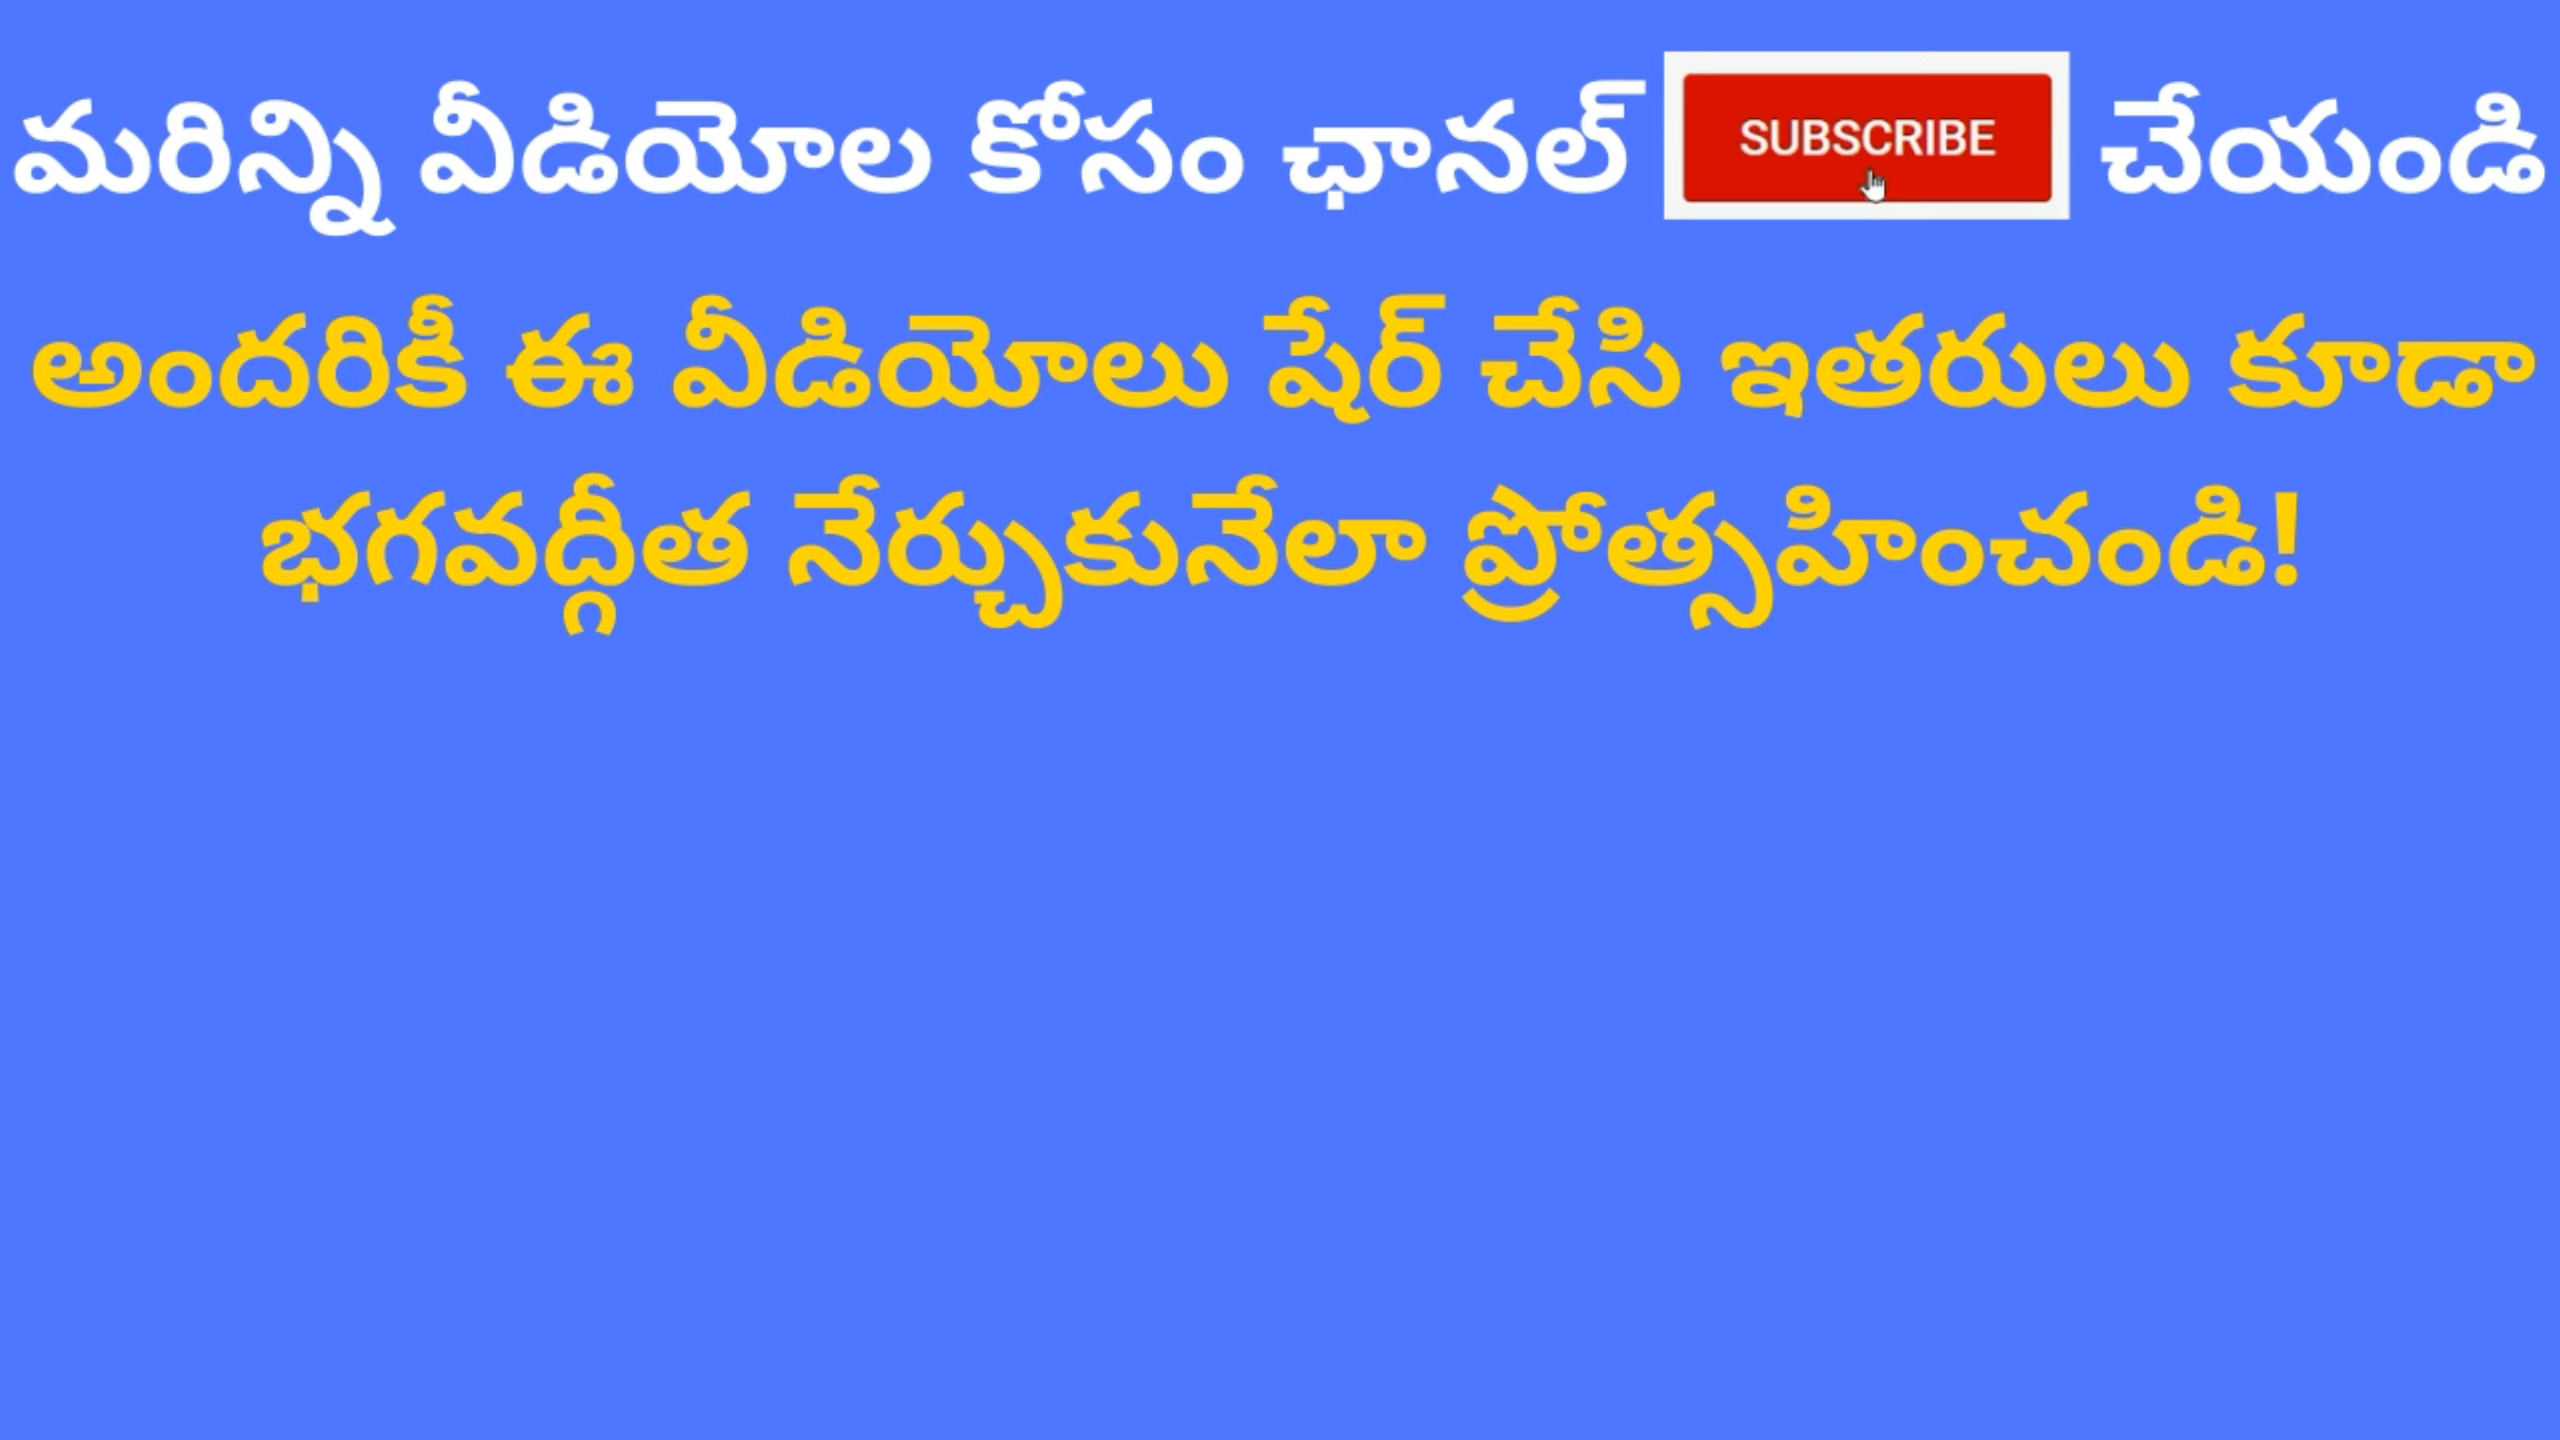 మరిన్ని వీడియోల కోసం ఛానల్ SUBSCRIBE చేయండి
అందరికీ ఈ వీడియోలు షేర్ చేసి ఇతరులు కూడా
భగవద్గీత నేర్చుకునేలా ప్రోత్సహించండి!